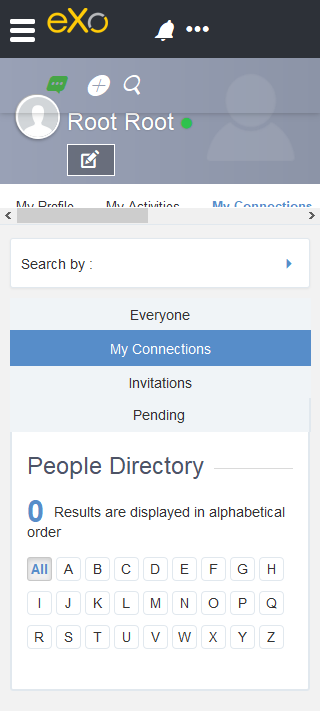 eXo
Root Root
My Profile My Activities My Connections
Search by :
Everyone
My Connections
Invitations
Pending
People Directory
0 Results are displayed in alphabetical
order
All A B C D E F G H
I J K L M N O P Q
R S T U V W X Y Z